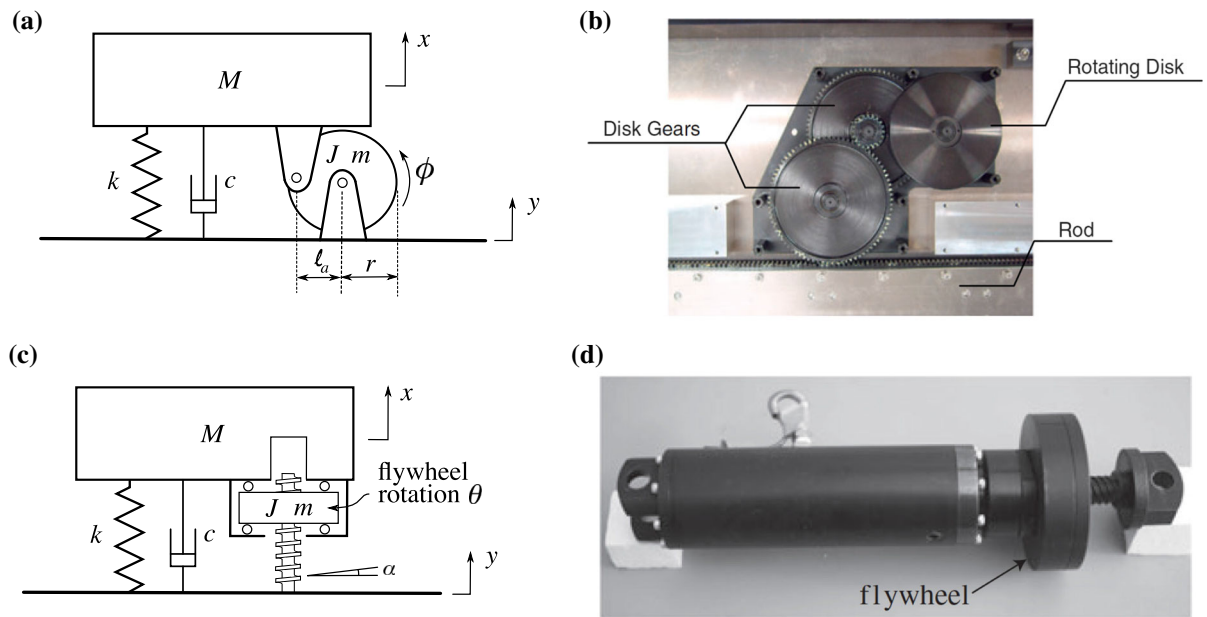 (a)
x
M
J m
k
c
ϕ
y
ℓₐ
r
(b)
Rotating Disk
Disk Gears
Rod
(c)
x
M
flywheel
rotation θ
J m
k
c
α
y
(d)
flywheel